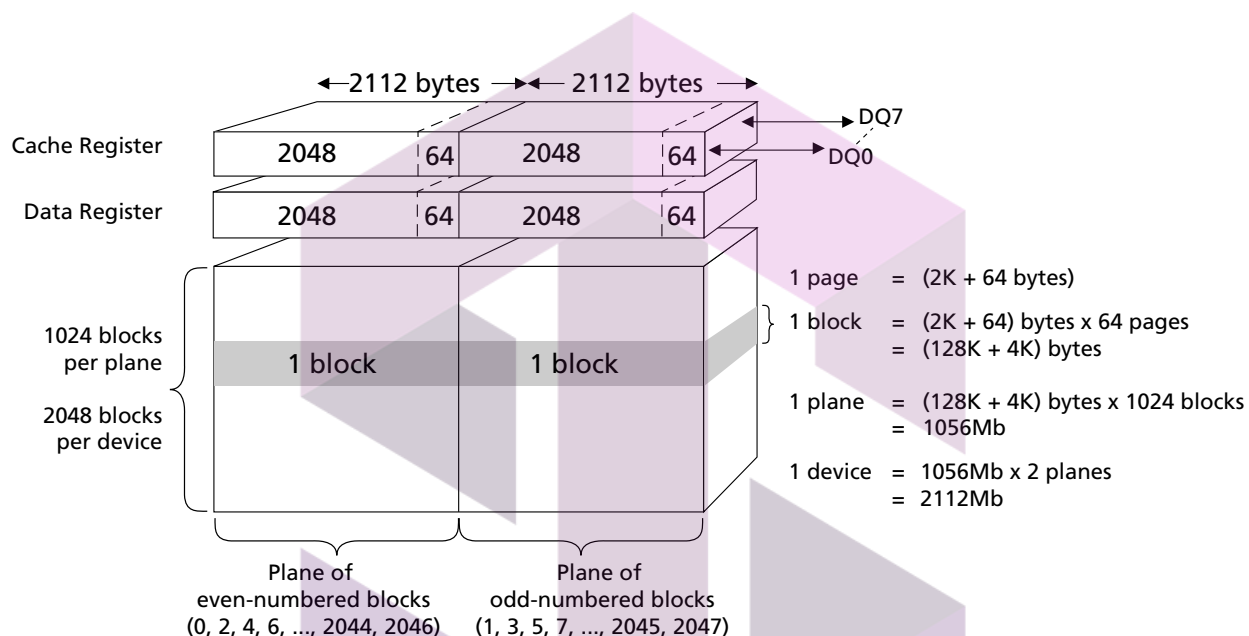 2112 bytes 2112 bytes
Cache Register 2048 64 2048 64 DQ7
DQ0
Data Register 2048 64 2048 64
1024 blocks
per plane
2048 blocks
per device
1 block 1 block
1 page = (2K + 64 bytes)
1 block = (2K + 64) bytes x 64 pages
= (128K + 4K) bytes
1 plane = (128K + 4K) bytes x 1024 blocks
= 1056Mb
1 device = 1056Mb x 2 planes
= 2112Mb
Plane of
even-numbered blocks
(0, 2, 4, 6, ..., 2044, 2046)
Plane of
odd-numbered blocks
(1, 3, 5, 7, ..., 2045, 2047)